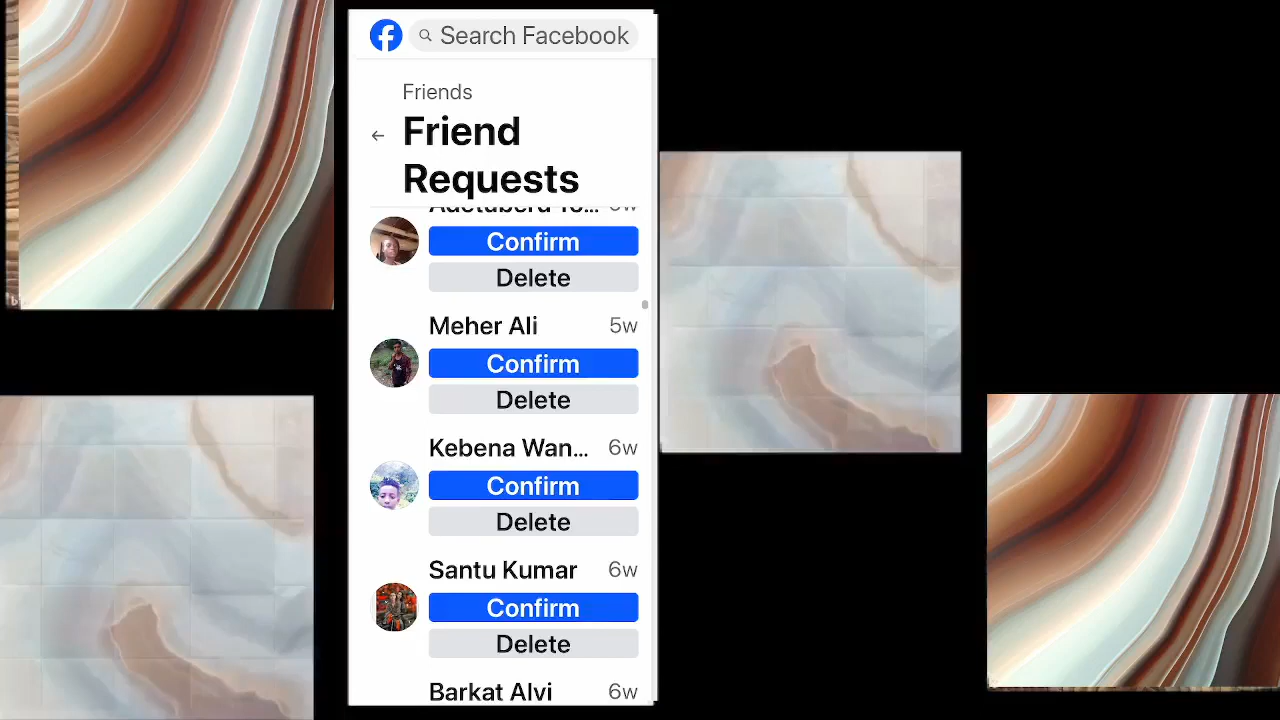 Search Facebook
Friends
Friend
Requests
Confirm
Delete
Meher Ali 5w
Confirm
Delete
Kebena Wan... 6w
Confirm
Delete
Santu Kumar 6w
Confirm
Delete
Barkat Alvi 6w